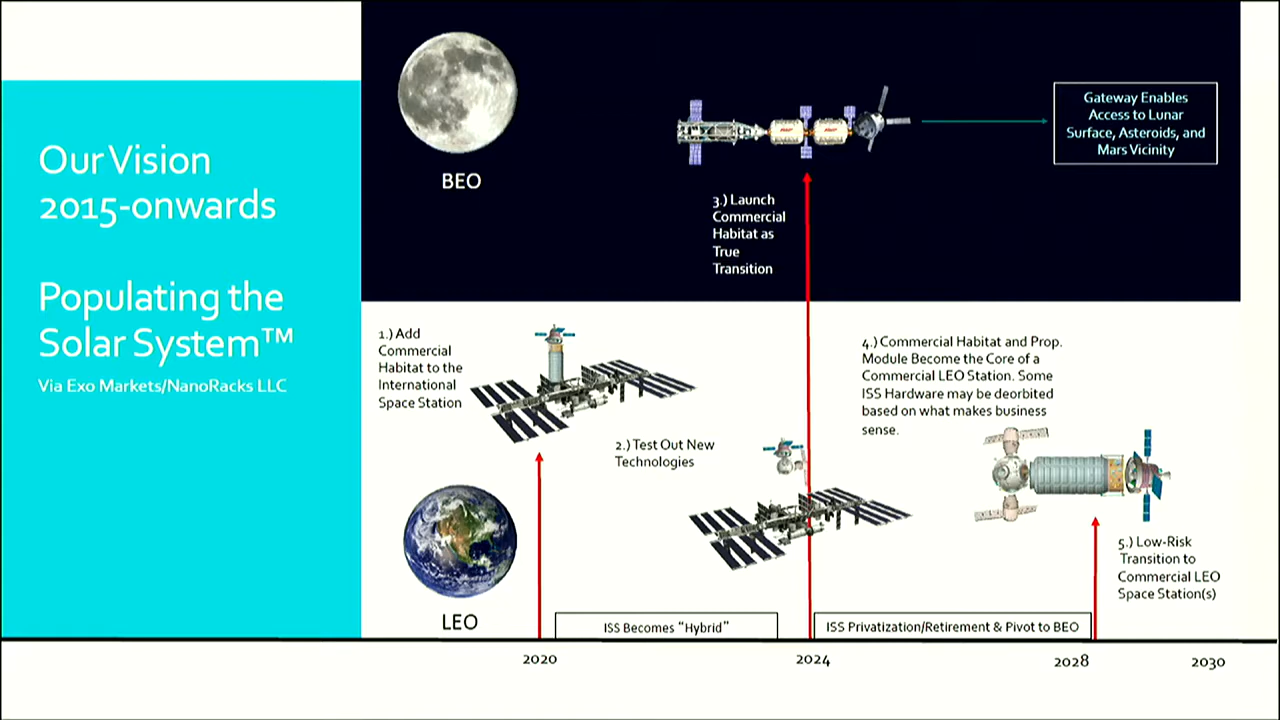 Our Vision
2015-onwards
Populating the
Solar System™
Via Exo Markets/NanoRacks LLC
BEO
Gateway Enables
Access to Lunar
Surface, Asteroids, and
Mars Vicinity
3.) Launch
Commercial
Habitat as
True
Transition
1.) Add
Commercial
Habitat to the
International
Space Station
2.) Test Out New
Technologies
4.) Commercial Habitat and Prop.
Module Become the Core of a
Commercial LEO Station. Some
ISS Hardware may be deorbited
based on what makes business
sense.
5.) Low-Risk
Transition to
Commercial LEO
Space Station(s)
LEO
ISS Becomes “Hybrid”
ISS Privatization/Retirement & Pivot to BEO
2020
2024
2028
2030